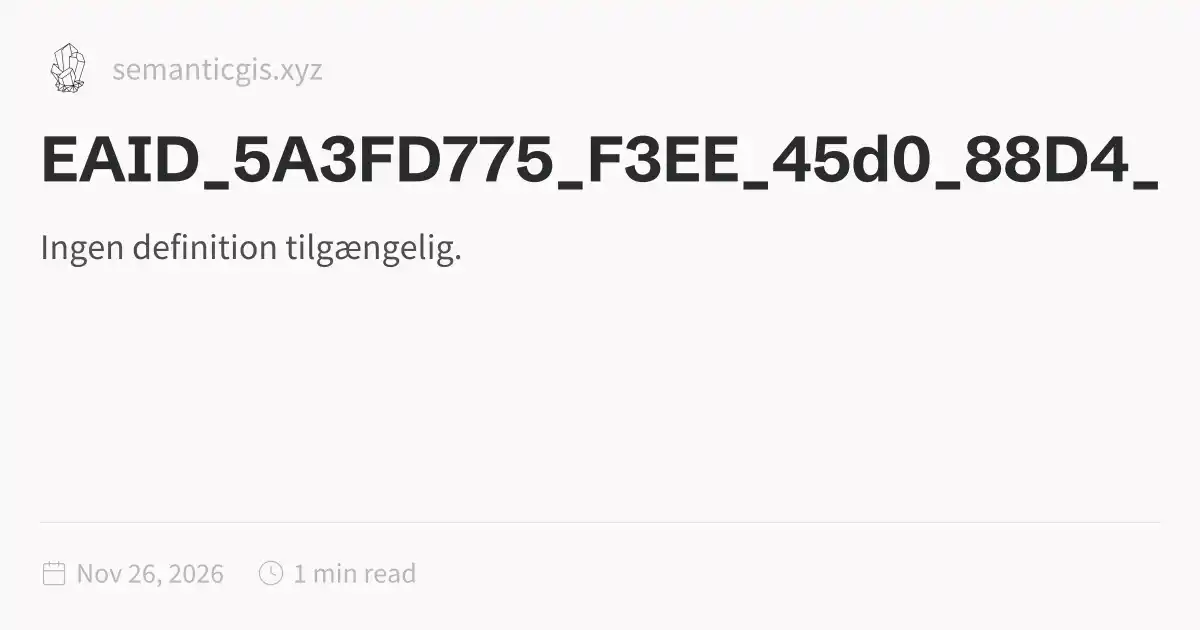 semanticgis.xyz
EAID_5A3FD775_F3EE_45d0_88D4_
Ingen definition tilgængelig.
Nov 26, 2026 1 min read